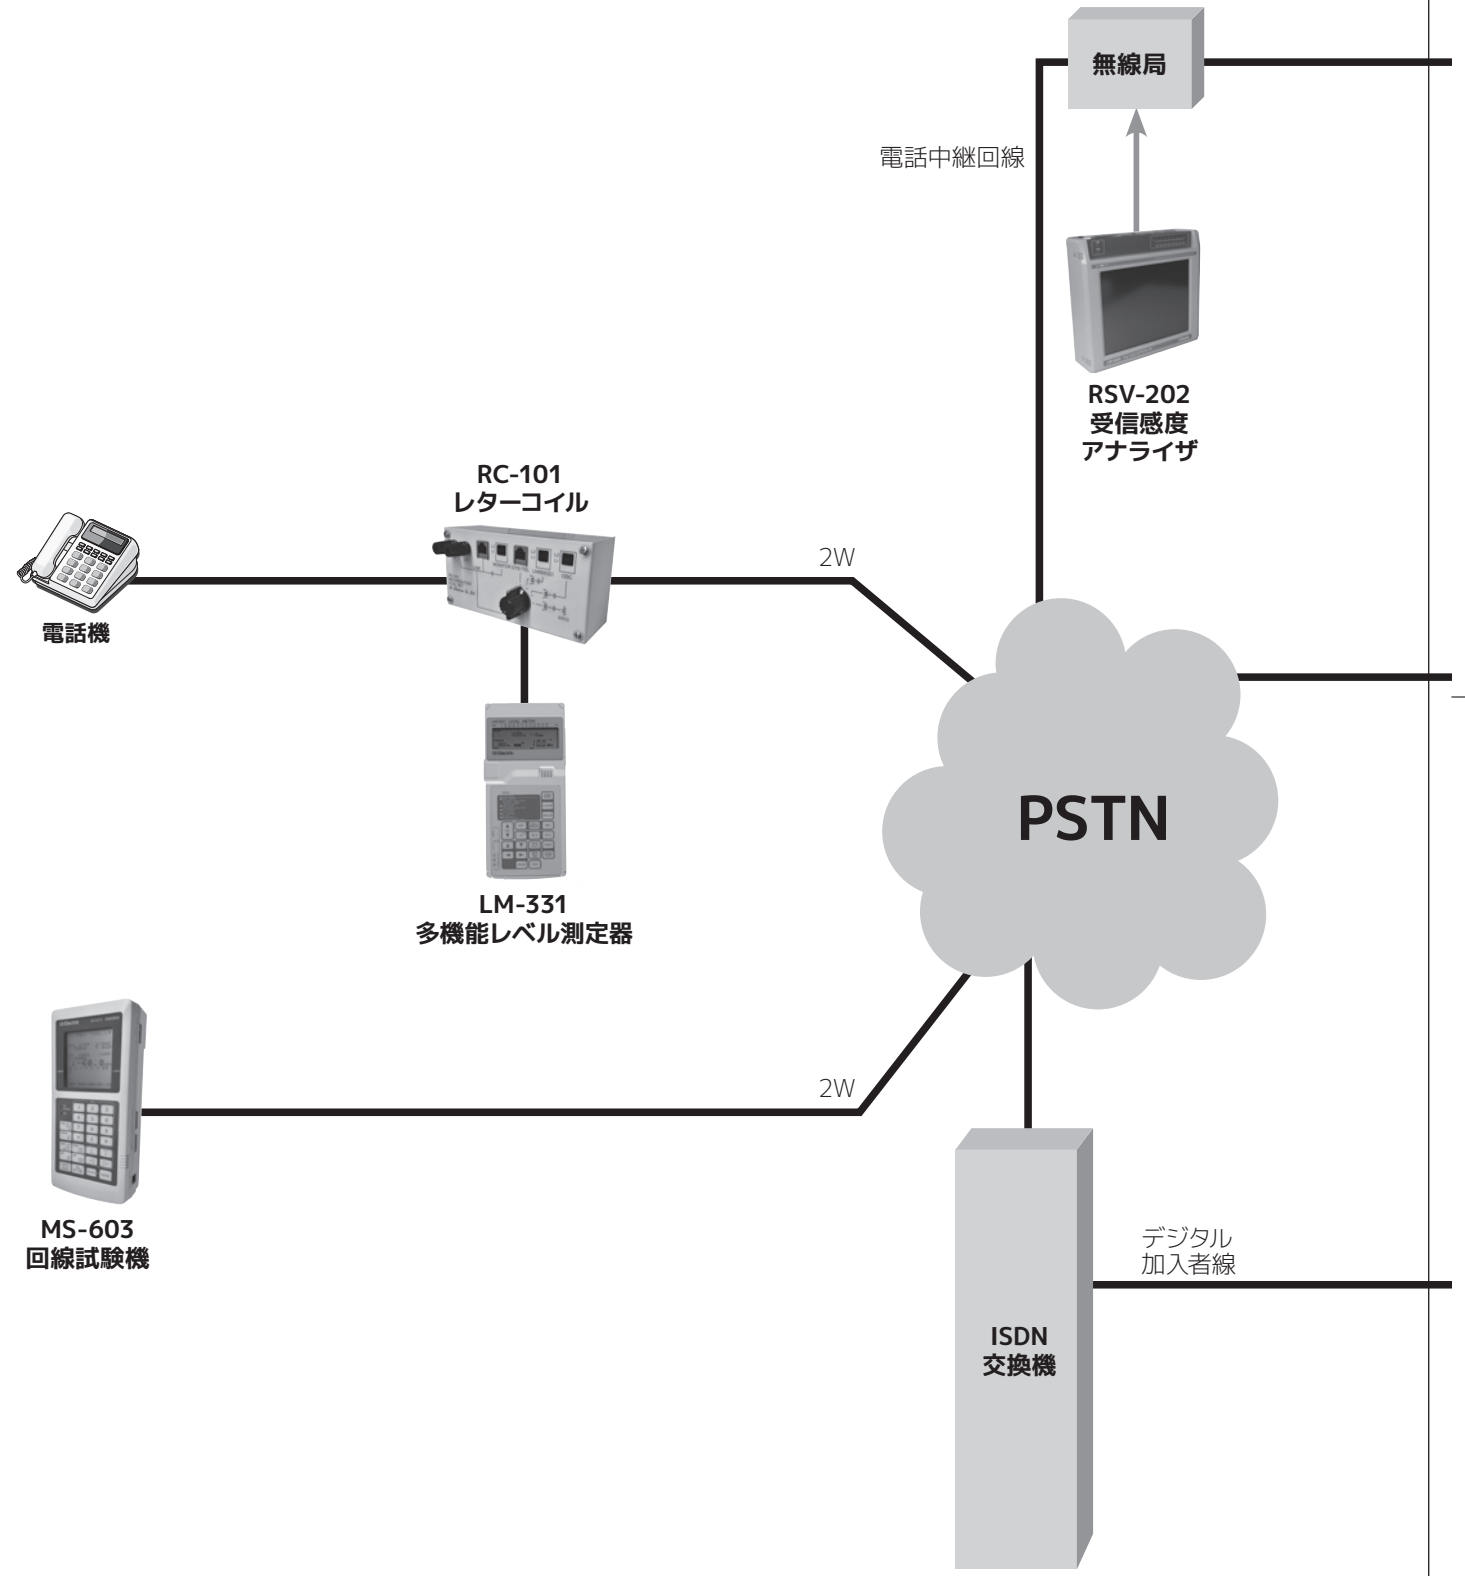 無線局
電話中継回線
RSV-202
受信感度
アナライザ
RC-101
レターコイル
2W
電話機
PSTN
LM-331
多機能レベル測定器
2W
MS-603
回線試験機
デジタル
加入者線
ISDN
交換機